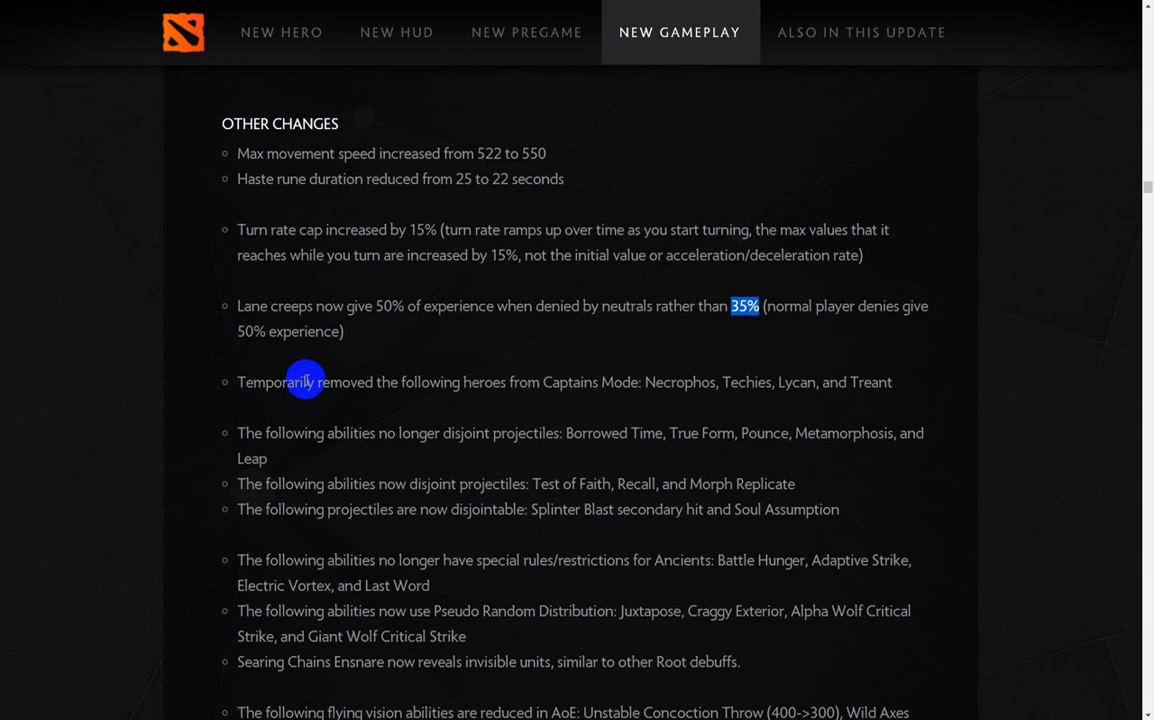 NEW HERO NEW HUD NEW PREGAME NEW GAMEPLAY ALSO IN THIS UPDATE
OTHER CHANGES
Max movement speed increased from 522 to 550
Haste rune duration reduced from 25 to 22 seconds
Turn rate cap increased by 15% (turn rate ramps up over time as you start turning, the max values that it
reaches while you turn are increased by 15%, not the initial value or acceleration/deceleration rate)
Lane creeps now give 50% of experience when denied by neutrals rather than 35% (normal player denies give
50% experience)
Temporarily removed the following heroes from Captains Mode: Necrophos, Techies, Lycan, and Treant
The following abilities no longer disjoint projectiles: Borrowed Time, True Form, Pounce, Metamorphosis, and
Leap
The following abilities now disjoint projectiles: Test of Faith, Recall, and Morph Replicate
The following projectiles are now disjointable: Splinter Blast secondary hit and Soul Assumption
The following abilities no longer have special rules/restrictions for Ancients: Battle Hunger, Adaptive Strike,
Electric Vortex, and Last Word
The following abilities now use Pseudo Random Distribution: Juxtapose, Craggy Exterior, Alpha Wolf Critical
Strike, and Giant Wolf Critical Strike
Searing Chains Ensnare now reveals invisible units, similar to other Root debuffs.
The following flying vision abilities are reduced in AoE: Unstable Concoction Throw (400->300), Wild Axes